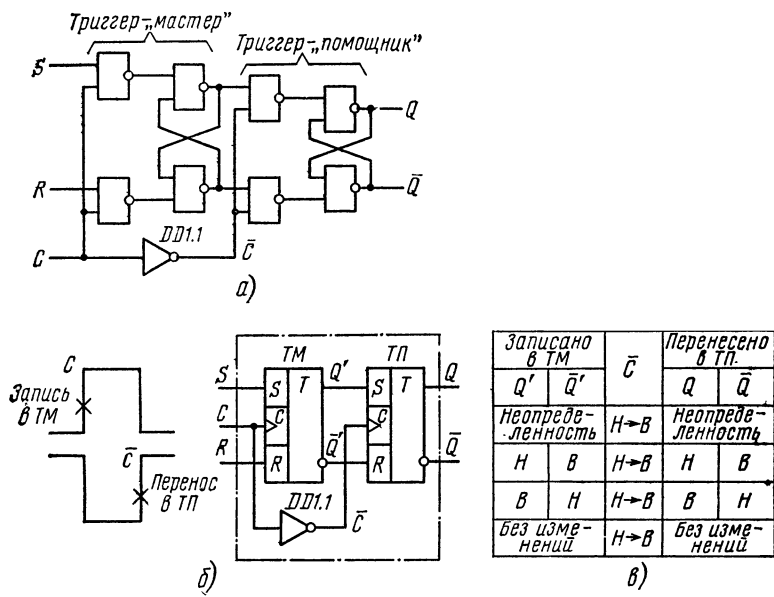 Триггер-„мастер”
Триггер-„помощник”
S
Q
R
Q̅
DD1.1
C
C̅
а)
C
Запись
в ТМ
C̅
Перенос
в ТП
ТМ
ТП
S
S
T
Q'
S
T
Q
C
C
C
R
R
Q̅'
R
Q̅
DD1.1
C̅
б)
Записано
в ТМ
C̅
Перенесено
в ТП.
Q'
Q̅'
Q
Q̅
Неопреде-
ленность
Н→В
Неопреде-
ленность
Н
В
Н→В
Н
В
В
Н
Н→В
В
Н
Без изме-
нений
Н→В
Без изме-
нений
в)